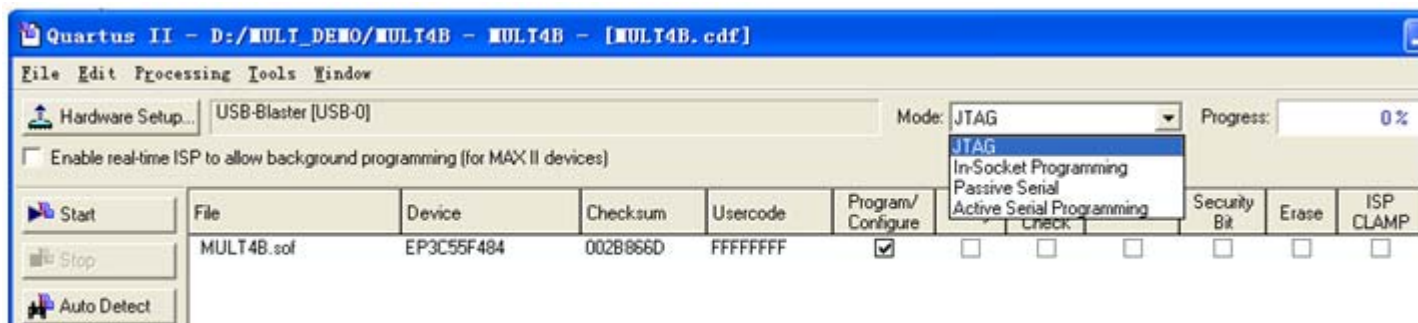 Quartus II - D:/MULT_DEMO/MULT4B - MULT4B - [MULT4B.cdf]
File Edit Processing Tools Window
Hardware Setup... USB-Blaster [USB-0] Mode: JTAG Progress: 0%
JTAG
In-Socket Programming
Passive Serial
Active Serial Programming
Enable real-time ISP to allow background programming (for MAX II devices)
Start
Stop
Auto Detect
File Device Checksum Usercode Program/ Configure Check Security Bit Erase ISP CLAMP
MULT4B.sof EP3C55F484 002B866D FFFFFFFF